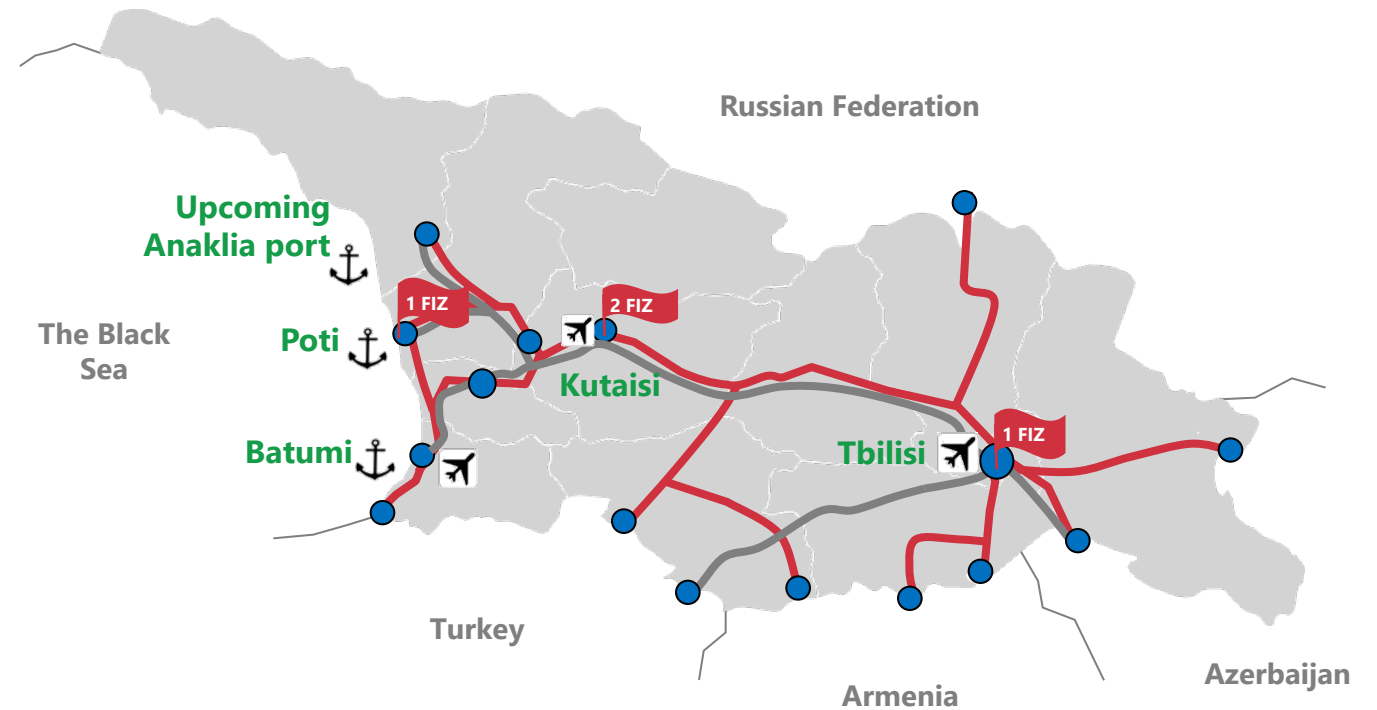 Russian Federation
Upcoming
Anaklia port
1 FIZ
2 FIZ
The Black
Sea
Poti
Kutaisi
Batumi
Tbilisi
1 FIZ
Turkey
Armenia
Azerbaijan